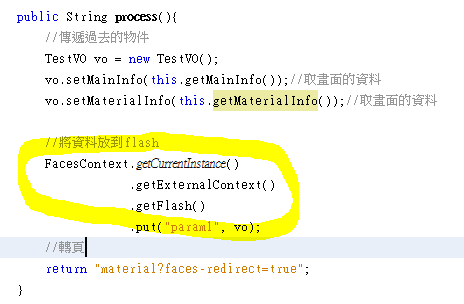 public String process(){
//傳遞過去的物件
TestVO vo = new TestVO();
vo.setMainInfo(this.getMainInfo());//取畫面的資料
vo.setMaterialInfo(this.getMaterialInfo());//取畫面的資料
//將資料放到flash
FacesContext.getCurrentInstance()
.getExternalContext()
.getFlash()
.put("param1", vo);
//轉頁
return "material?faces-redirect=true";
}